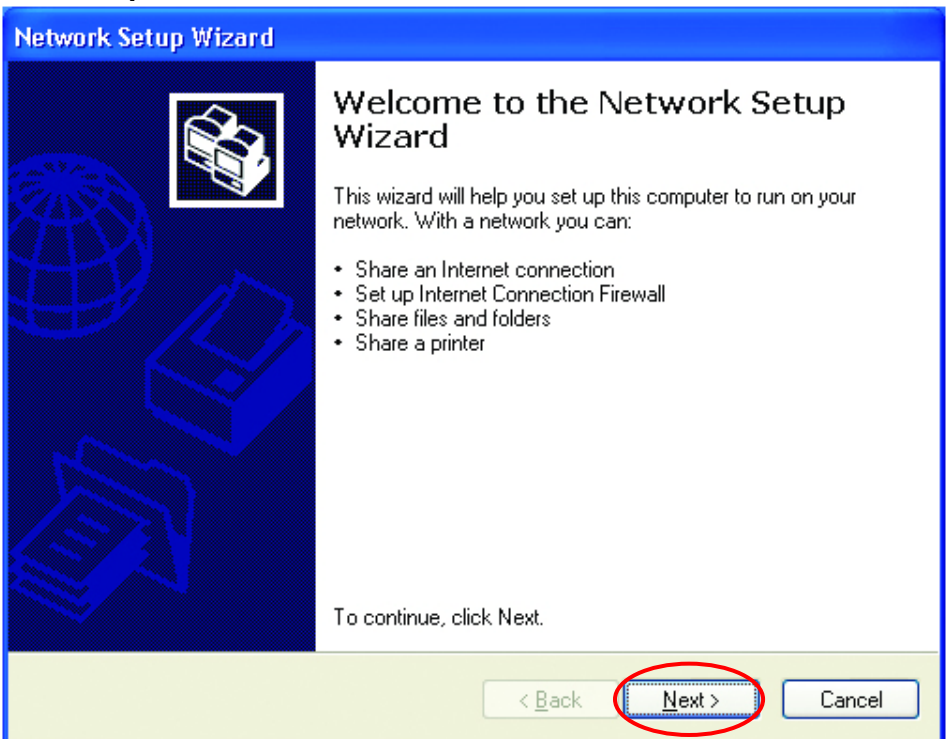 Network Setup Wizard
Welcome to the Network Setup
Wizard
This wizard will help you set up this computer to run on your
network. With a network you can:
• Share an Internet connection
• Set up Internet Connection Firewall
• Share files and folders
• Share a printer
To continue, click Next.
< Back Next > Cancel